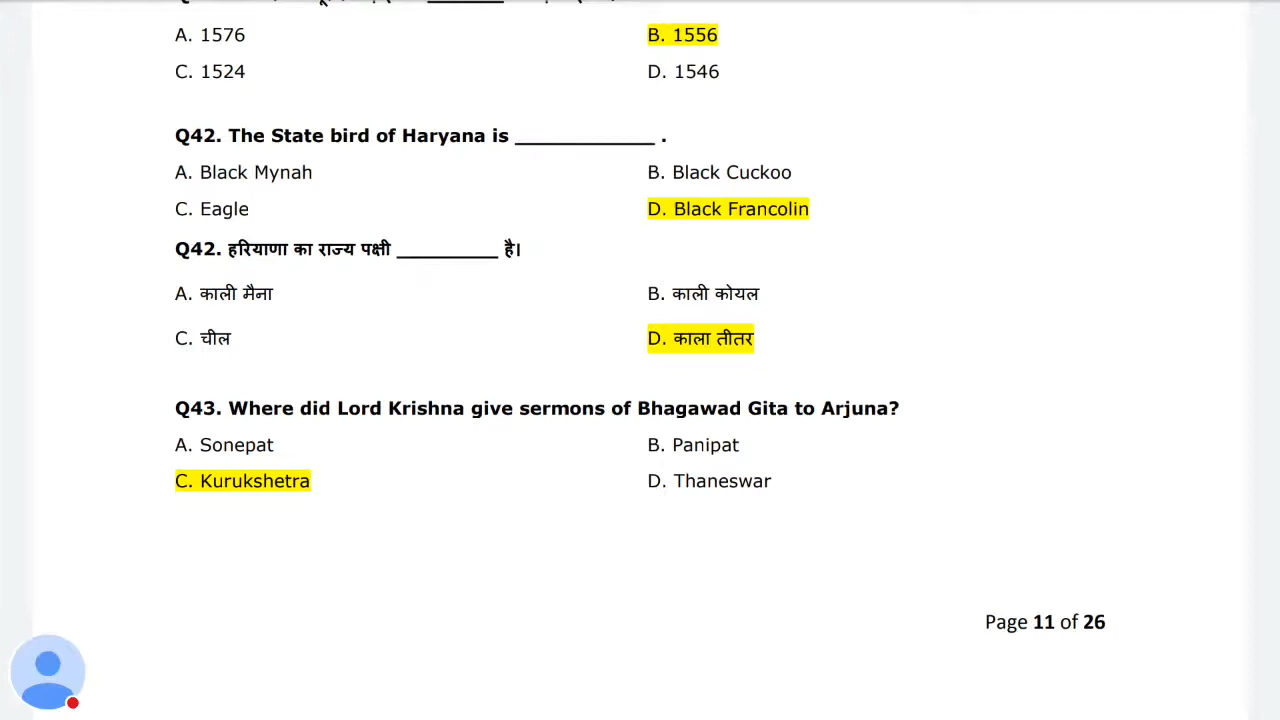 A. 1576 B. 1556
C. 1524 D. 1546
Q42. The State bird of Haryana is ____________ .
A. Black Mynah B. Black Cuckoo
C. Eagle D. Black Francolin
Q42. हरियाणा का राज्य पक्षी _________ है।
A. काली मैना B. काली कोयल
C. चील D. काला तीतर
Q43. Where did Lord Krishna give sermons of Bhagawad Gita to Arjuna?
A. Sonepat B. Panipat
C. Kurukshetra D. Thaneswar
Page 11 of 26